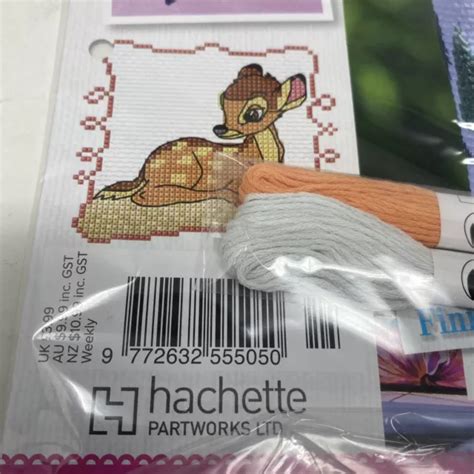 UK £3.99
AU $9.99 inc. GST
NZ $10.99 inc. GST
Weekly
9 772632 555050
hachette
PARTWORKS LTD
Fin